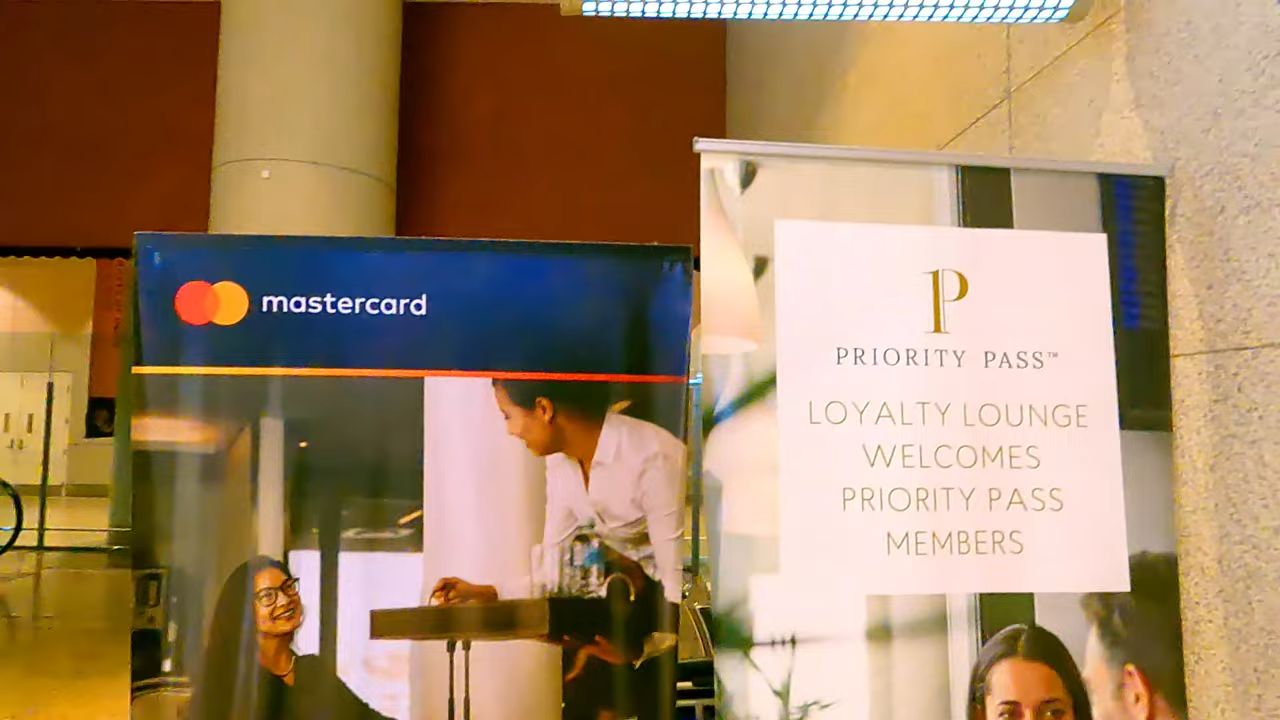 mastercard
PRIORITY PASS™
LOYALTY LOUNGE
WELCOMES
PRIORITY PASS
MEMBERS